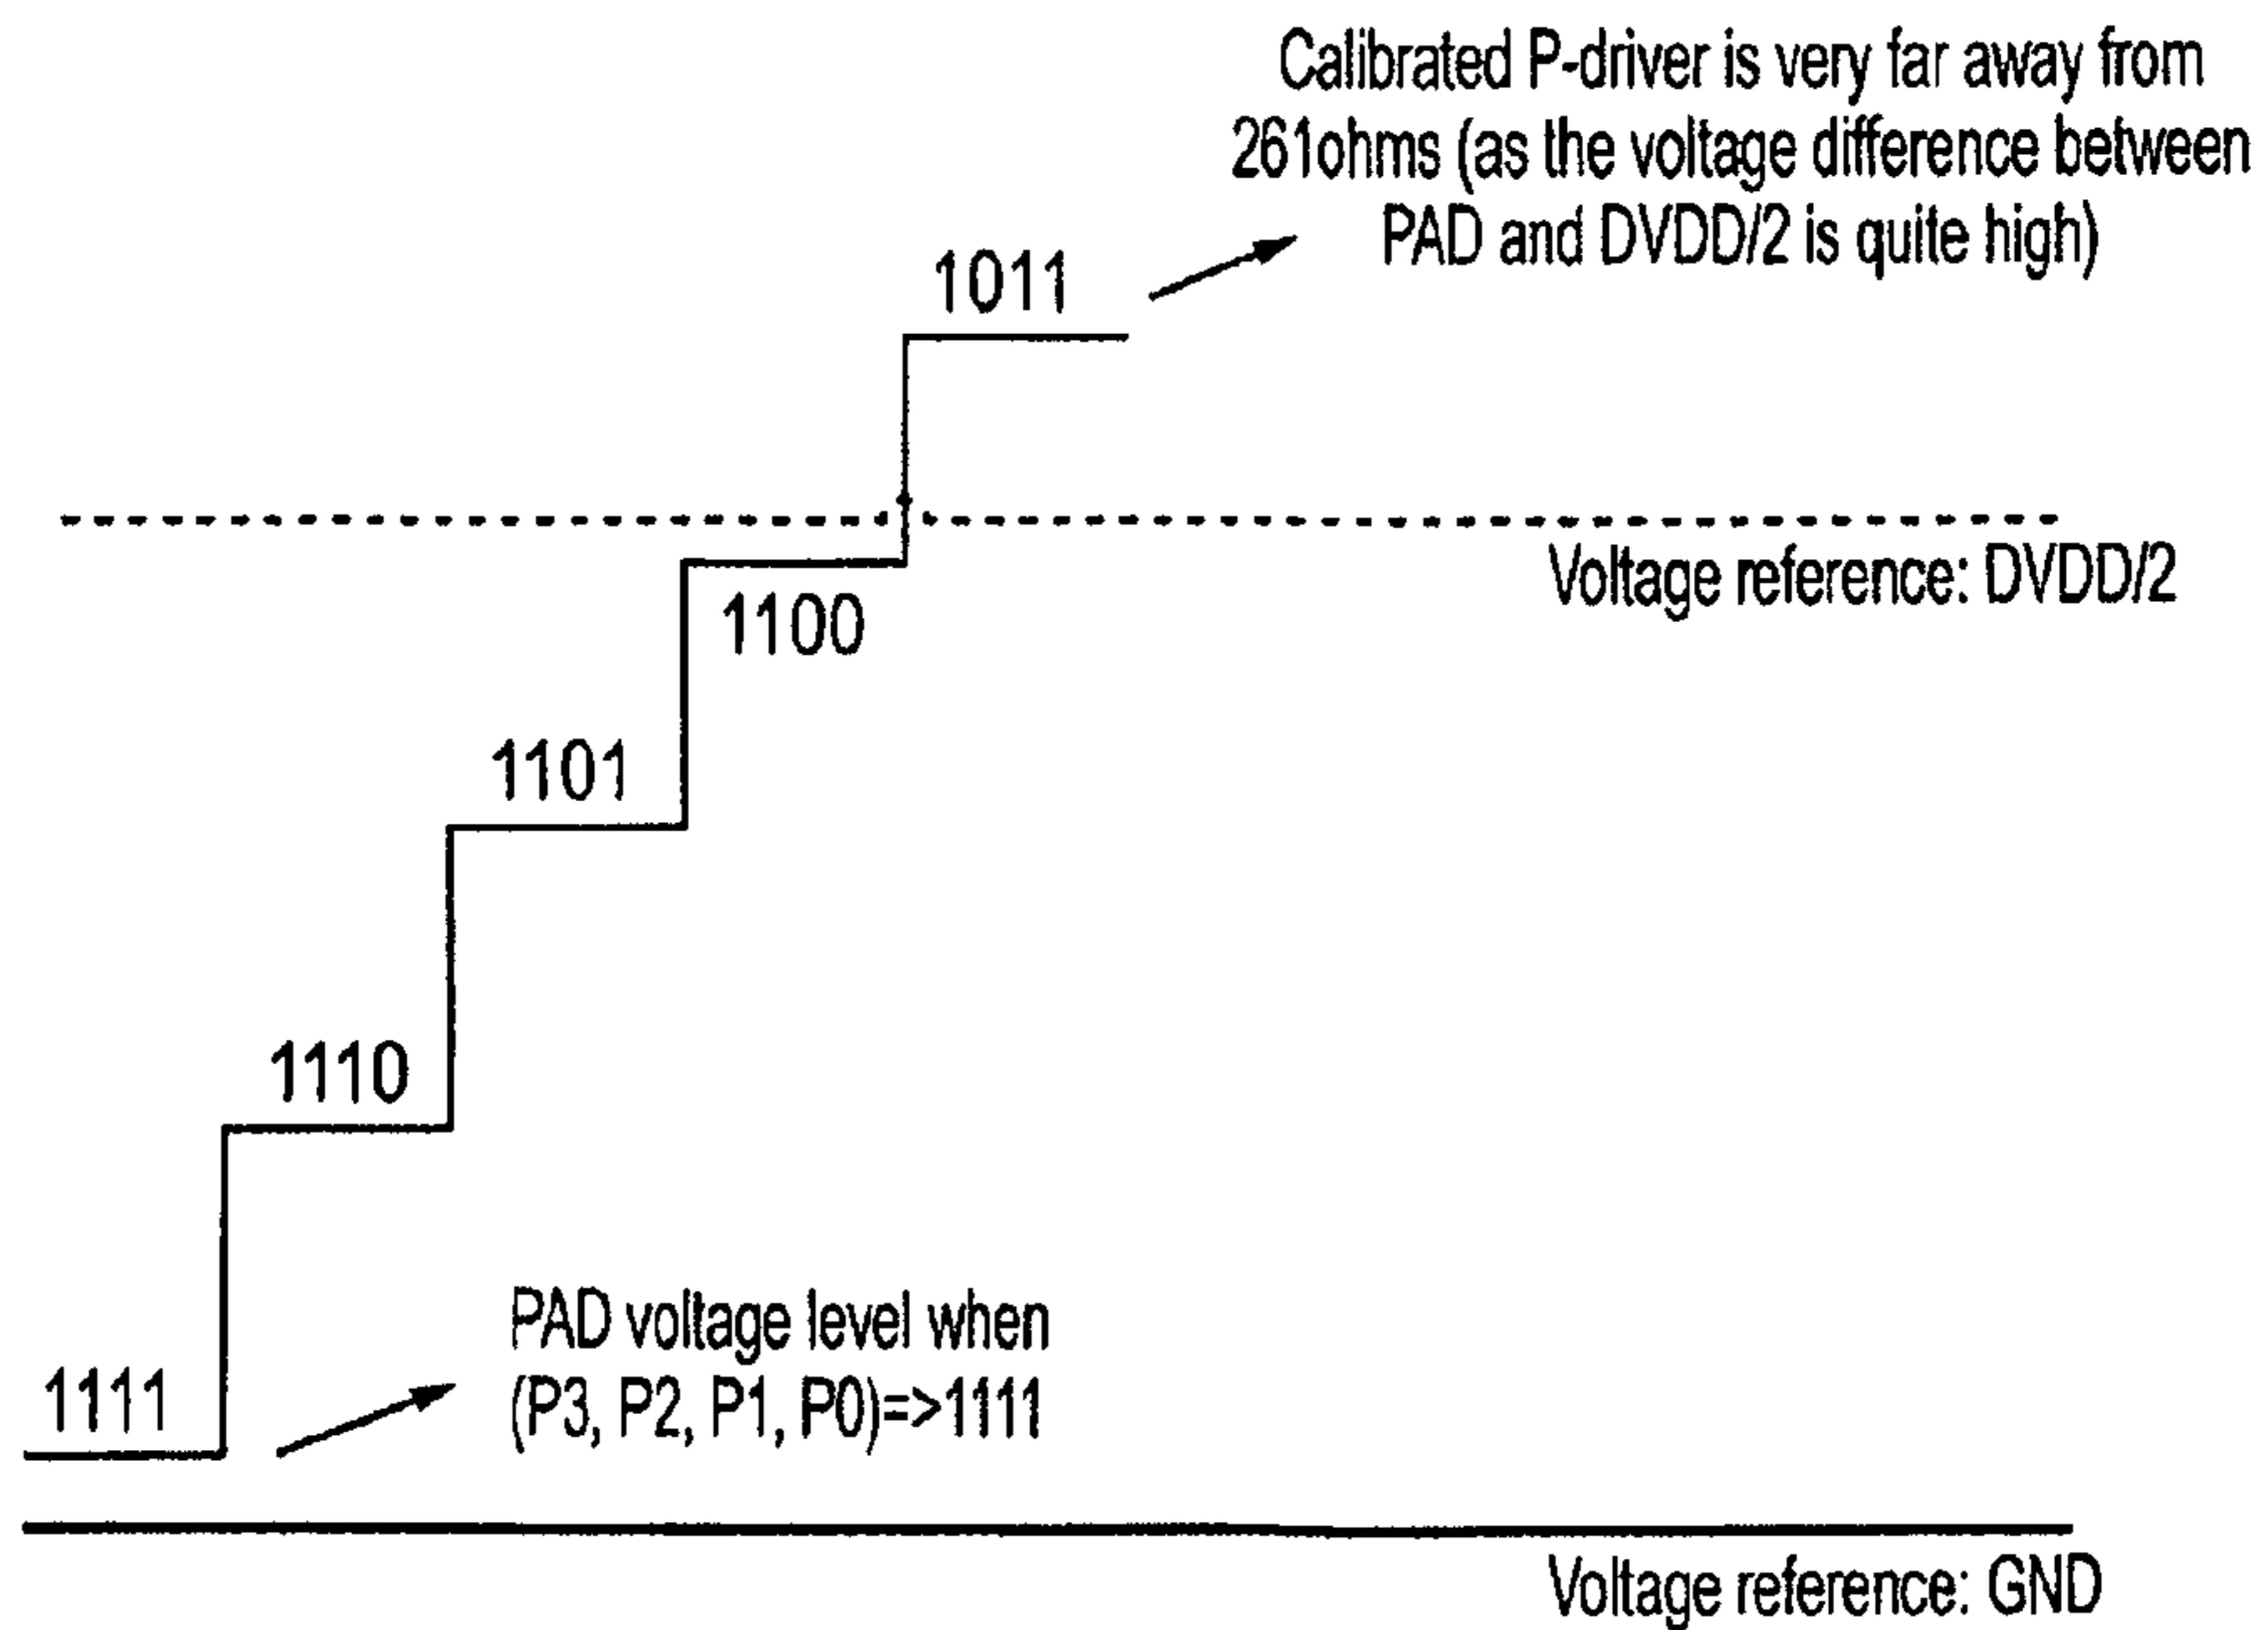 Calibrated P-driver is very far away from
261ohms (as the voltage difference between
PAD and DVDD/2 is quite high)
1011
Voltage reference: DVDD/2
1100
1101
1110
PAD voltage level when
(P3, P2, P1, P0)=>1111
1111
Voltage reference: GND